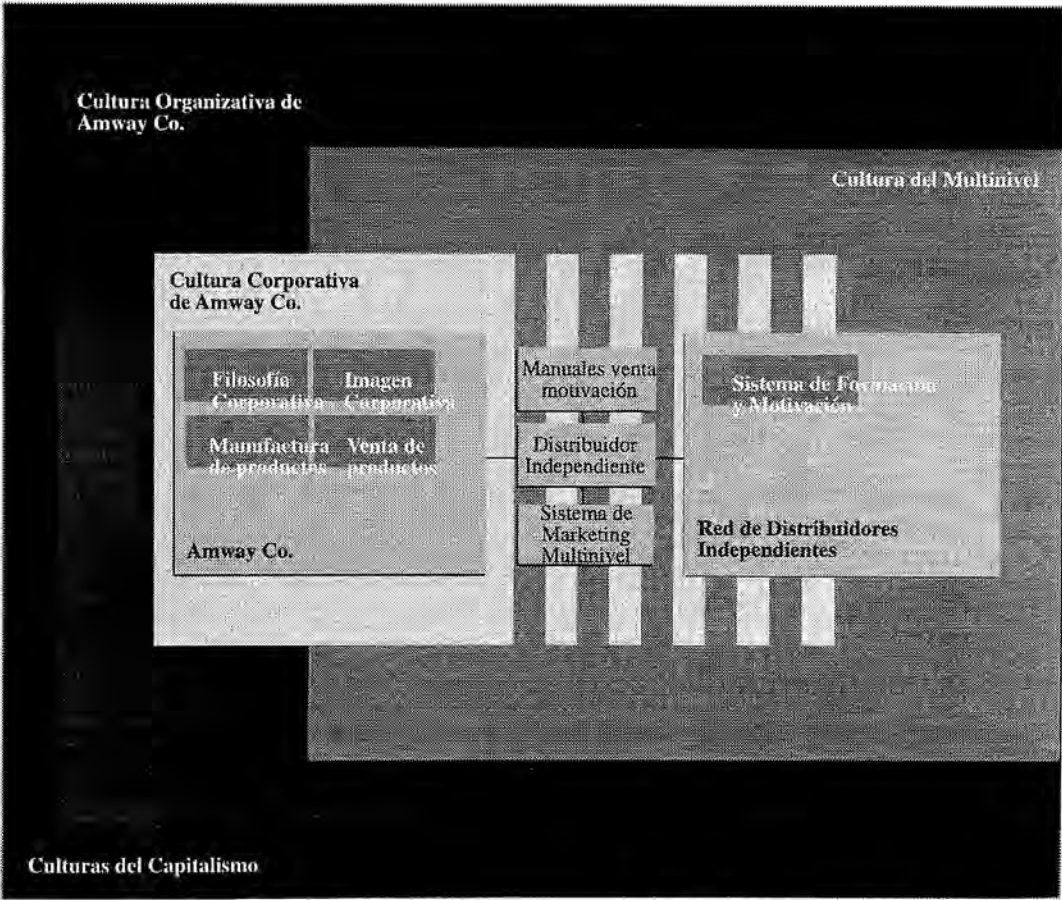 Cultura Organizativa de
Amway Co.
Cultura del Multinivel
Cultura Corporativa
de Amway Co.
Filosofía
Corporativa
Imagen
Corporativa
Manufactura
de productos
Venta de
productos
Amway Co.
Manuales venta
motivación
Distribuidor
Independiente
Sistema de
Marketing
Multinivel
Sistema de Formación
y Motivación
Red de Distribuidores
Independientes
Culturas del Capitalismo